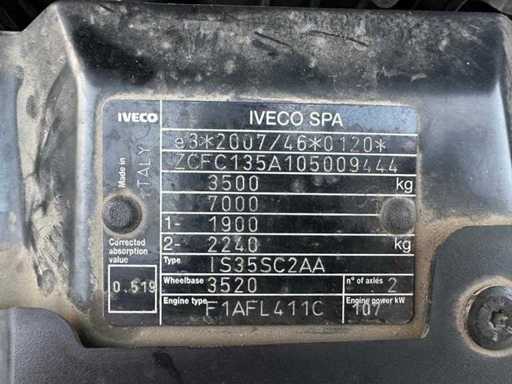 IVECO IVECO SPA
Made in ITALY
e3*2007/46*0120*
ZCFC135A105009444
3500 kg
7000
1- 1900
2- 2240 kg
Corrected absorption value
0.519
Type IS35SC2AA
Wheelbase 3520 n° of axles 2
Engine type F1AFL411C Engine power kW 107